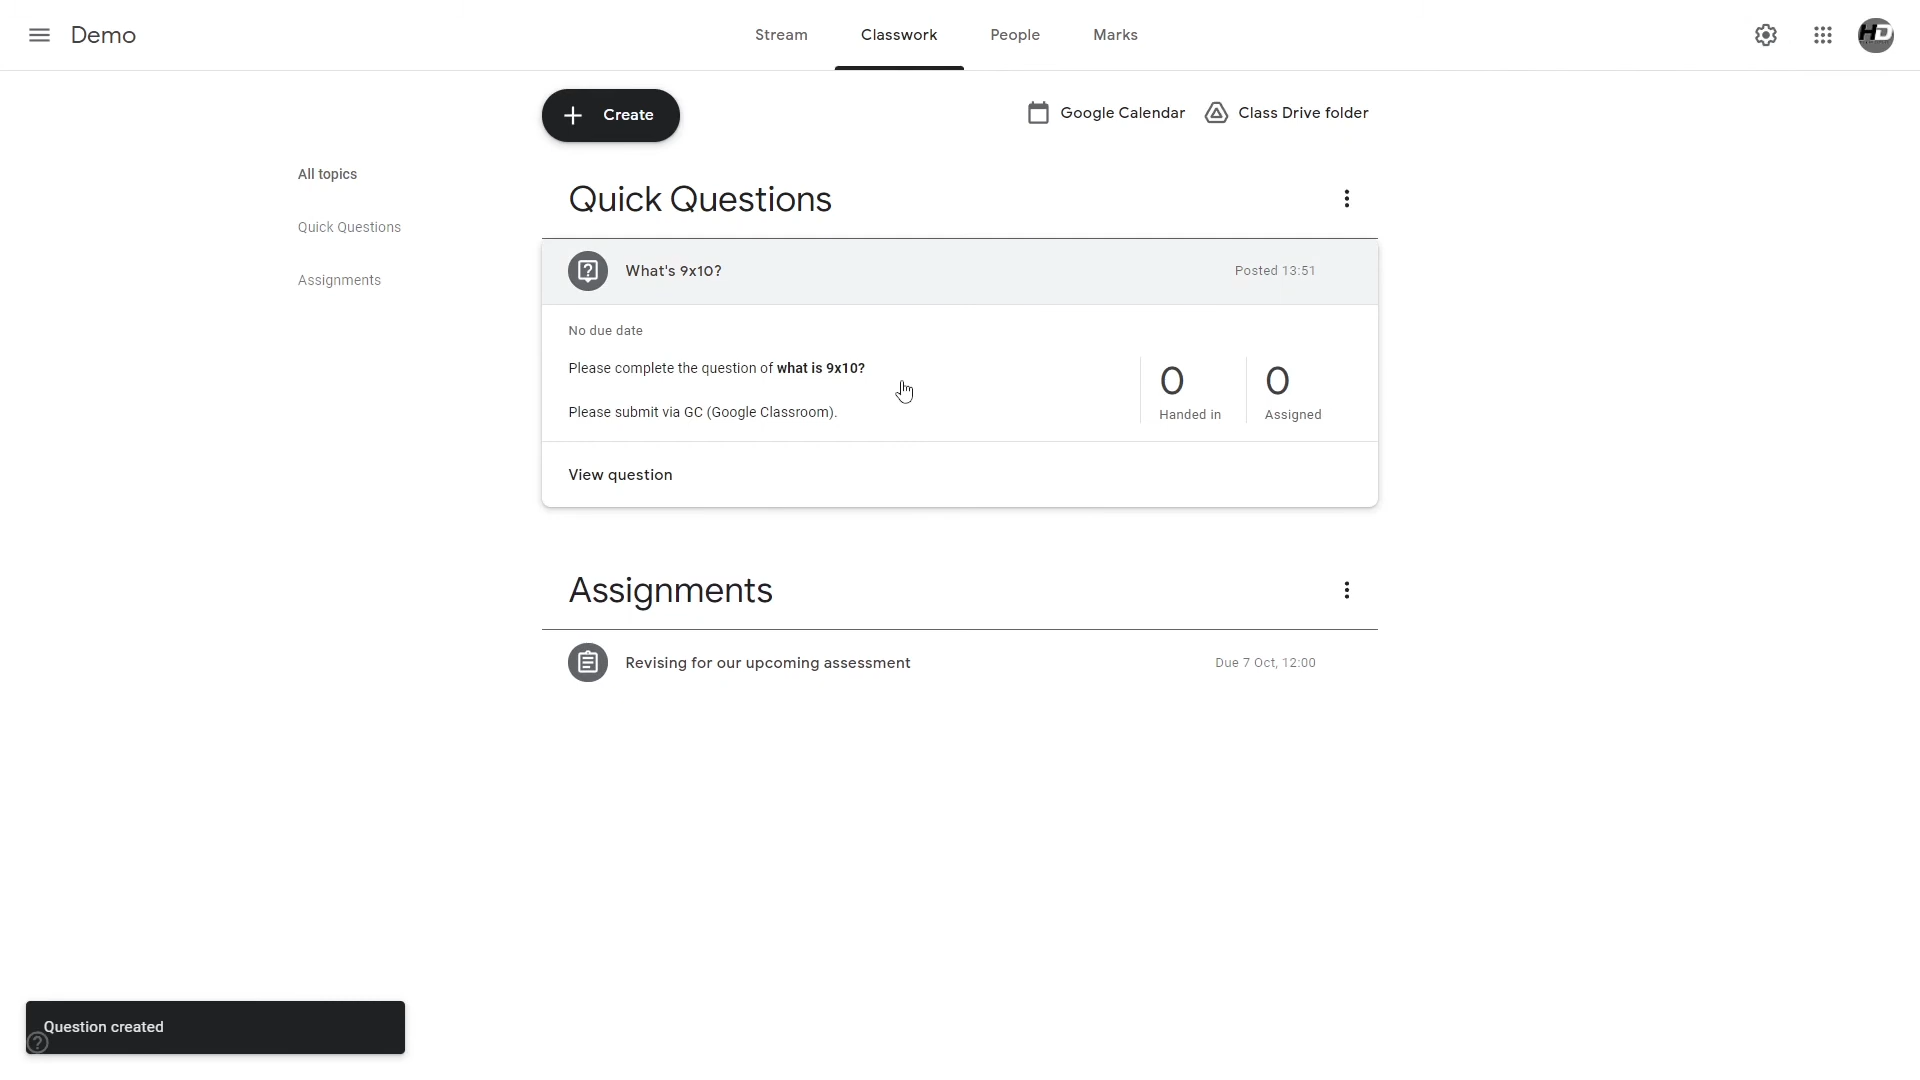 Demo
Stream
Classwork
People
Marks
HD
Create
Google Calendar
Class Drive folder
All topics
Quick Questions
Assignments
Quick Questions
What's 9x10?
Posted 13:51
No due date
Please complete the question of what is 9x10?
Please submit via GC (Google Classroom).
0
Handed in
0
Assigned
View question
Assignments
Revising for our upcoming assessment
Due 7 Oct, 12:00
Question created